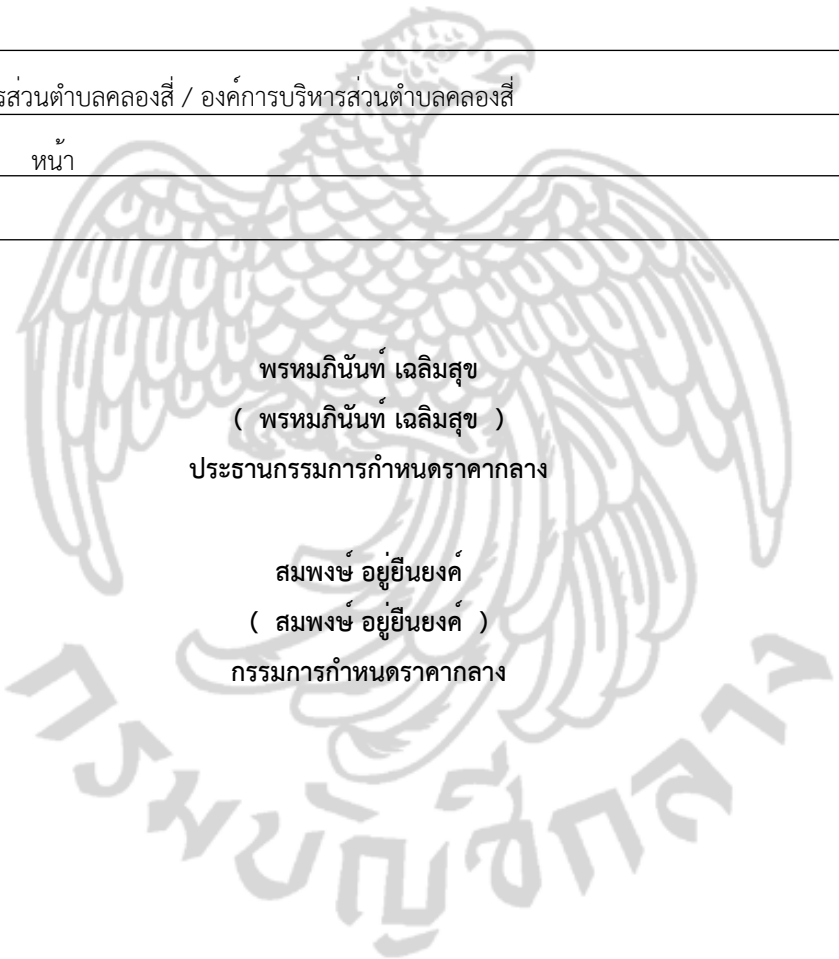 รส่วนตำบลคลองสี่ / องค์การบริหารส่วนตำบลคลองสี่
หน้า
พรหมภินันท์ เฉลิมสุข
( พรหมภินันท์ เฉลิมสุข )
ประธานกรรมการกำหนดราคากลาง
สมพงษ์ อยู่ยืนยงค์
( สมพงษ์ อยู่ยืนยงค์ )
กรรมการกำหนดราคากลาง
กรมบัญชีกลาง